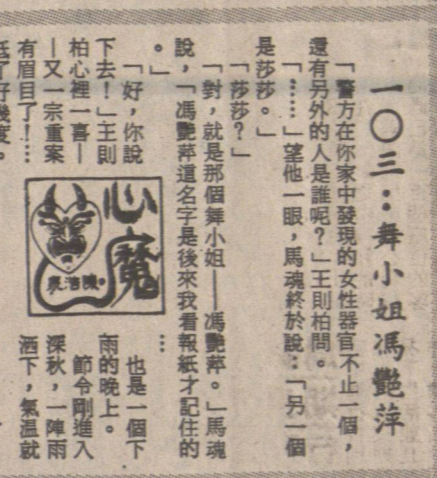 一〇三：舞小姐馮艷萍
「警方在你家中發現的女性器官不止一個，
還有另外的人是誰呢？」王則柏問。
「……」望他一眼，馬魂終於說：「另一個
是莎莎。」
「莎莎？」
「對，就是那個舞小姐——馮艷萍。」馬魂
說，「馮艷萍這名字是後來我看報紙才記住的
。」
「好，你說
下去！」王則
柏心裡一喜—
—又一宗重案
有眉目了！…
…
心魔
也是一個下
雨的晚上。
節令剛進入
深秋，一陣雨
洒下，氣温就
低了好幾度。